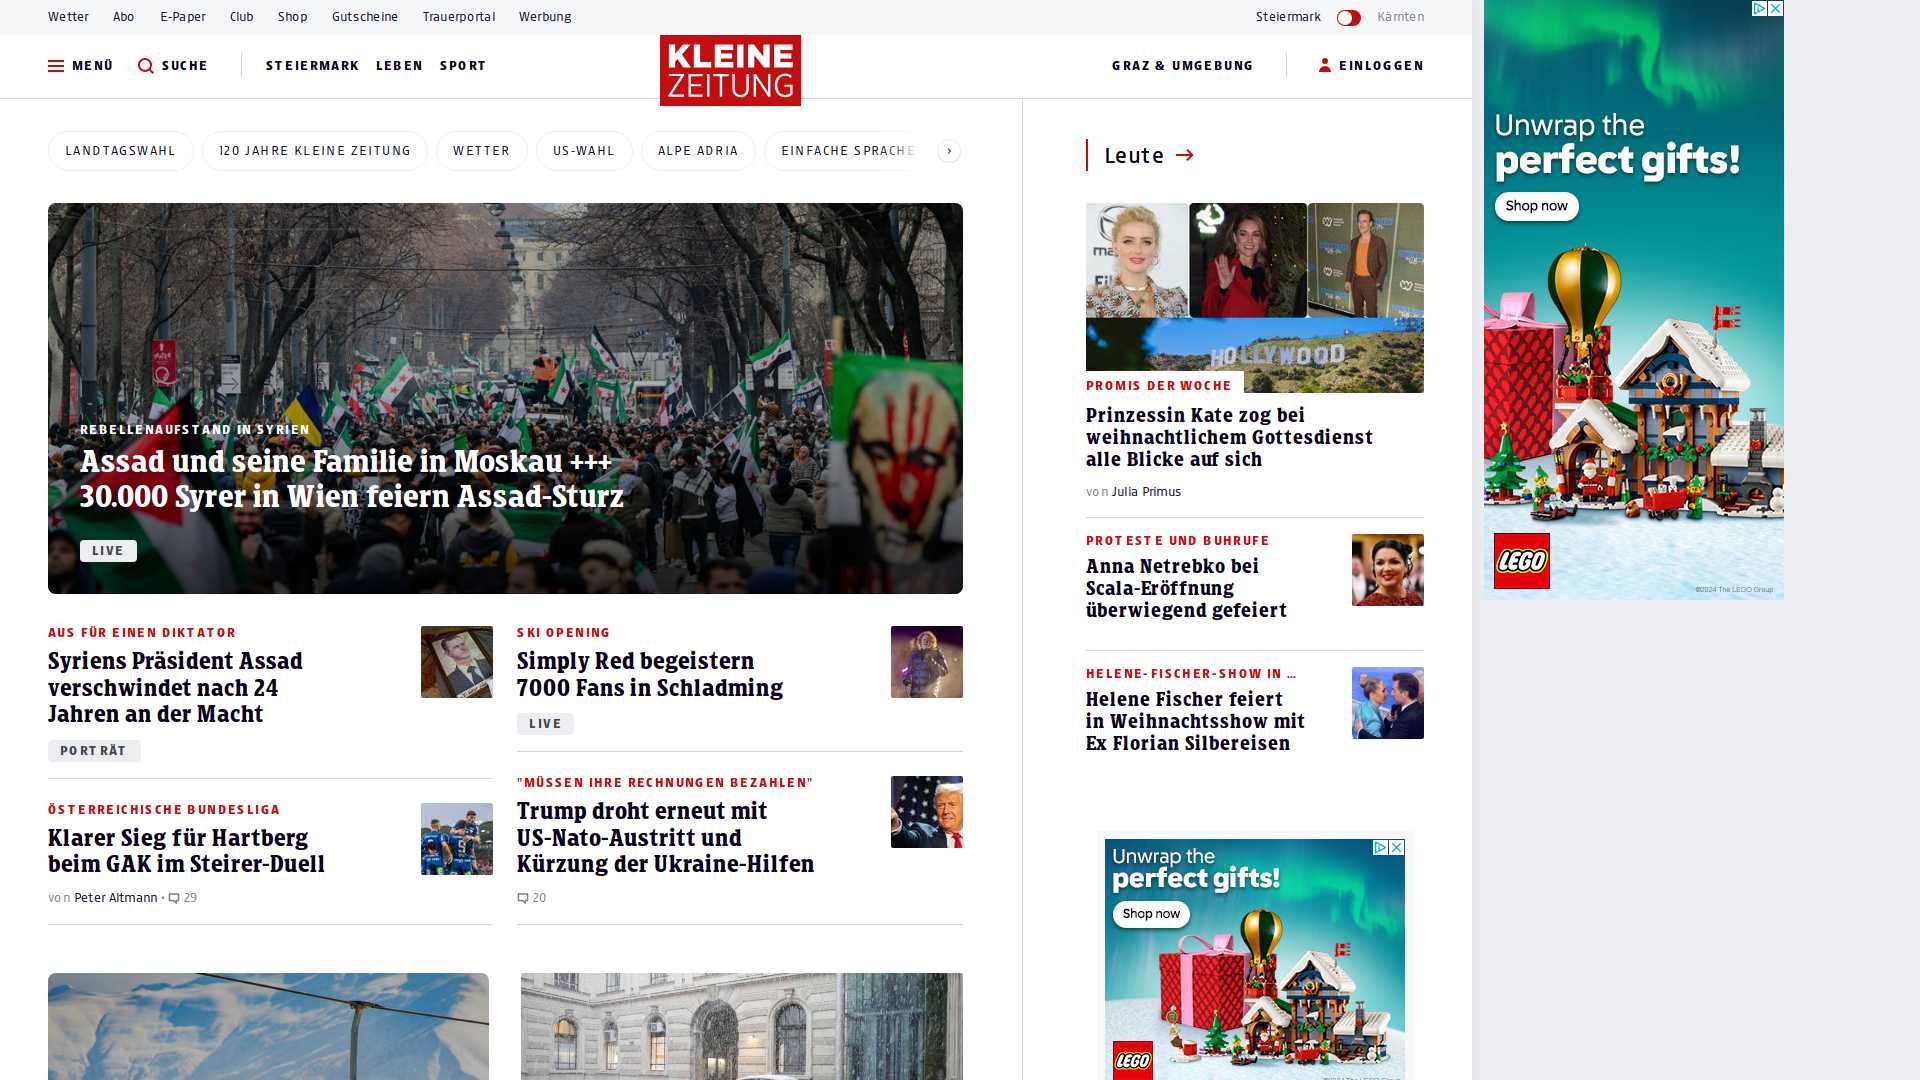 Wetter
Abo
E-Paper
Club
Shop
Gutscheine
Trauerportal
Werbung
Steiermark
Kärnten
MENÜ
SUCHE
STEIERMARK
LEBEN
SPORT
KLEINE
ZEITUNG
GRAZ & UMGEBUNG
EINLOGGEN
LANDTAGSWAHL
120 JAHRE KLEINE ZEITUNG
WETTER
US-WAHL
ALPE ADRIA
EINFACHE SPRACHE
REBELLENAUFSTAND IN SYRIEN
Assad und seine Familie in Moskau +++
30.000 Syrer in Wien feiern Assad-Sturz
LIVE
AUS FÜR EINEN DIKTATOR
Syriens Präsident Assad
verschwindet nach 24
Jahren an der Macht
PORTRÄT
ÖSTERREICHISCHE BUNDESLIGA
Klarer Sieg für Hartberg
beim GAK im Steirer-Duell
von Peter Altmann • 29
SKI OPENING
Simply Red begeistern
7000 Fans in Schladming
LIVE
"MÜSSEN IHRE RECHNUNGEN BEZAHLEN"
Trump droht erneut mit
US-Nato-Austritt und
Kürzung der Ukraine-Hilfen
20
Leute
HOLLYWOOD
PROMIS DER WOCHE
Prinzessin Kate zog bei
weihnachtlichem Gottesdienst
alle Blicke auf sich
von Julia Primus
PROTESTE UND BUHRUFE
Anna Netrebko bei
Scala-Eröffnung
überwiegend gefeiert
HELENE-FISCHER-SHOW IN ...
Helene Fischer feiert
in Weihnachtsshow mit
Ex Florian Silbereisen
Unwrap the
perfect gifts!
Shop now
LEGO
Unwrap the
perfect gifts!
Shop now
LEGO
©2024 The LEGO Group